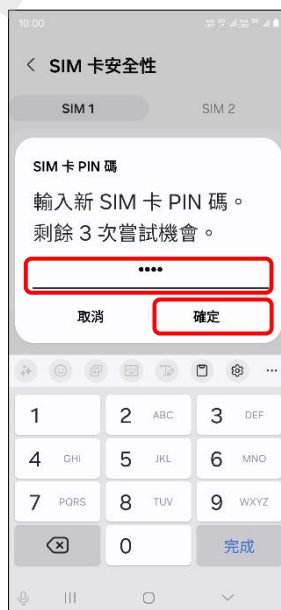 10:00
SIM 卡安全性
SIM 1 SIM 2
SIM 卡 PIN 碼
輸入新 SIM 卡 PIN 碼。
剩餘 3 次嘗試機會。
••••
取消 確定
1 2 ABC 3 DEF
4 GHI 5 JKL 6 MNO
7 PQRS 8 TUV 9 WXYZ
0 完成